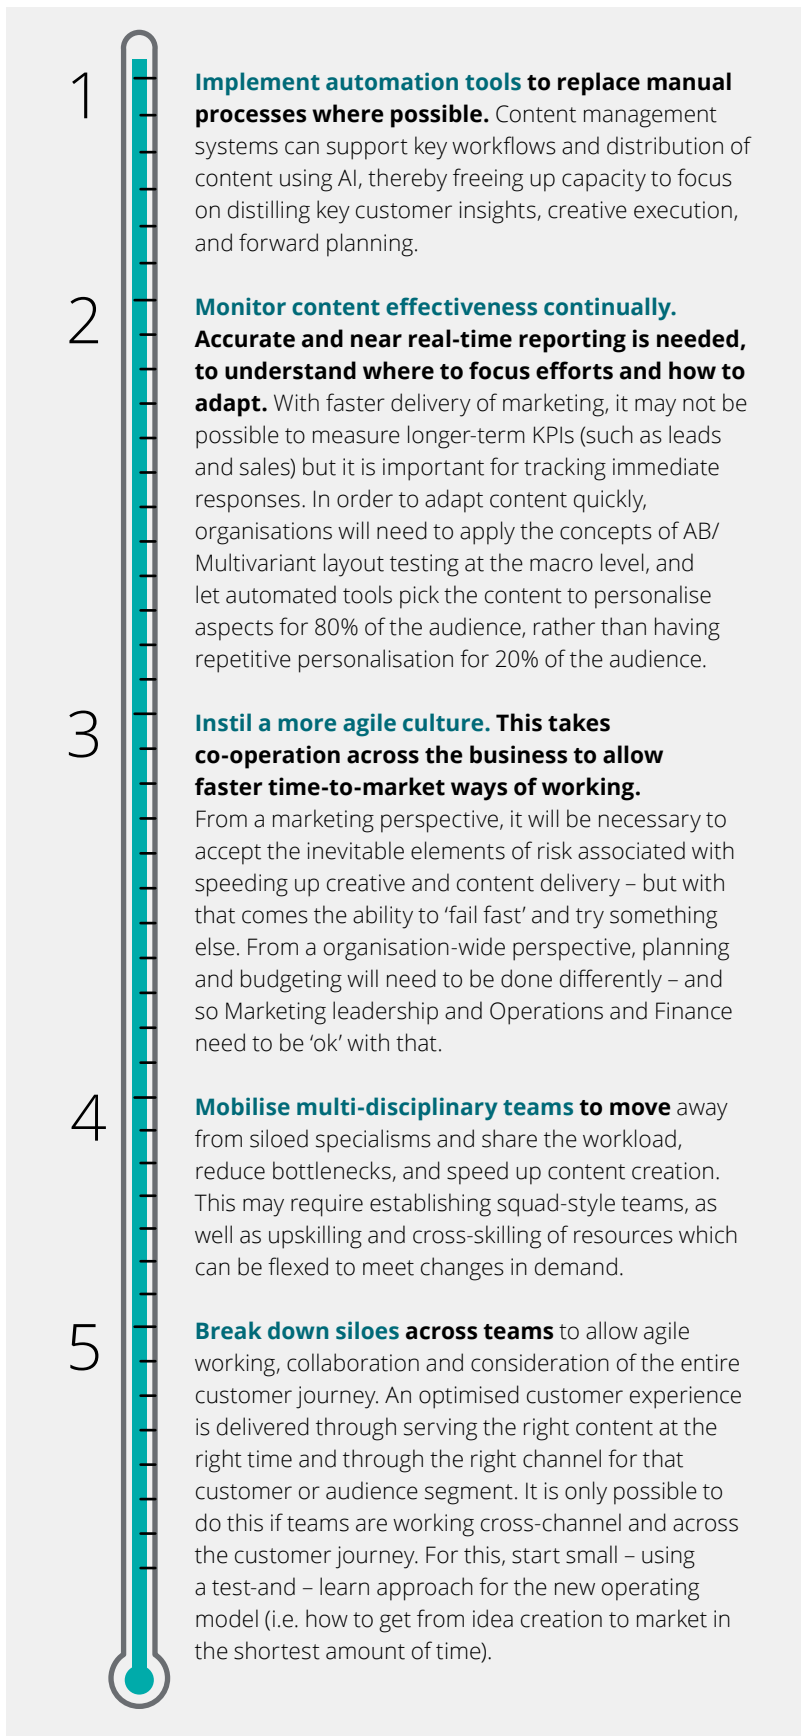 1
Implement automation tools to replace manual
processes where possible. Content management
systems can support key workflows and distribution of
content using AI, thereby freeing up capacity to focus
on distilling key customer insights, creative execution,
and forward planning.
2
Monitor content effectiveness continually.
Accurate and near real-time reporting is needed,
to understand where to focus efforts and how to
adapt. With faster delivery of marketing, it may not be
possible to measure longer-term KPIs (such as leads
and sales) but it is important for tracking immediate
responses. In order to adapt content quickly,
organisations will need to apply the concepts of AB/
Multivariant layout testing at the macro level, and
let automated tools pick the content to personalise
aspects for 80% of the audience, rather than having
repetitive personalisation for 20% of the audience.
3
Instil a more agile culture. This takes
co-operation across the business to allow
faster time-to-market ways of working.
From a marketing perspective, it will be necessary to
accept the inevitable elements of risk associated with
speeding up creative and content delivery – but with
that comes the ability to ‘fail fast’ and try something
else. From a organisation-wide perspective, planning
and budgeting will need to be done differently – and
so Marketing leadership and Operations and Finance
need to be ‘ok’ with that.
4
Mobilise multi-disciplinary teams to move away
from siloed specialisms and share the workload,
reduce bottlenecks, and speed up content creation.
This may require establishing squad-style teams, as
well as upskilling and cross-skilling of resources which
can be flexed to meet changes in demand.
5
Break down siloes across teams to allow agile
working, collaboration and consideration of the entire
customer journey. An optimised customer experience
is delivered through serving the right content at the
right time and through the right channel for that
customer or audience segment. It is only possible to
do this if teams are working cross-channel and across
the customer journey. For this, start small – using
a test-and – learn approach for the new operating
model (i.e. how to get from idea creation to market in
the shortest amount of time).